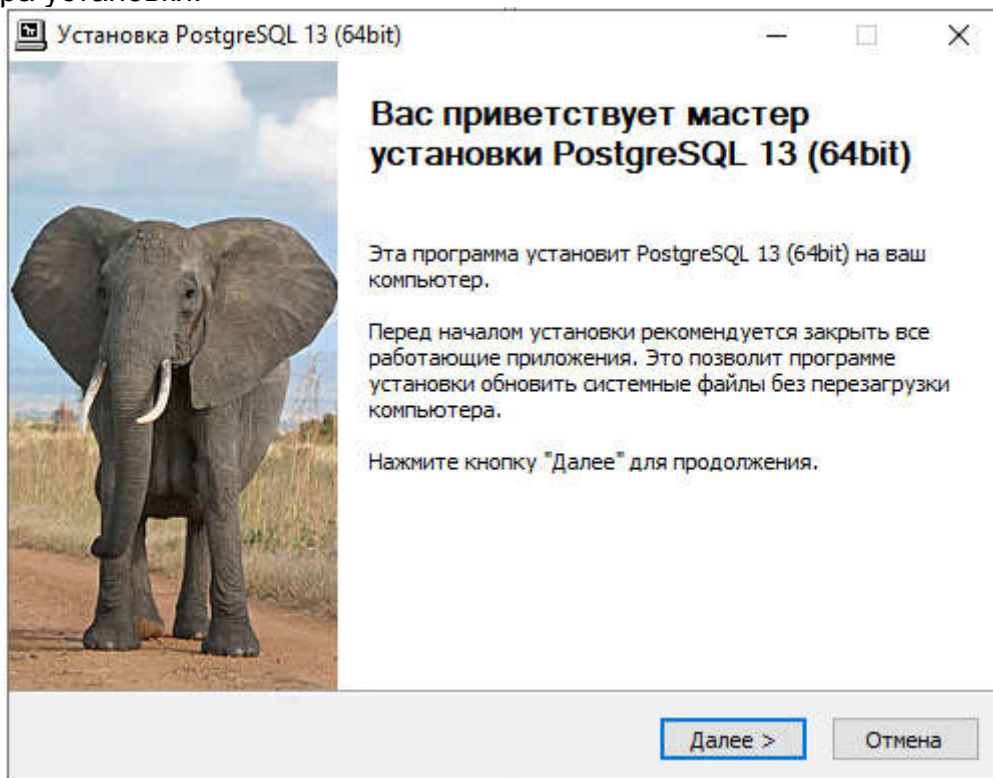 установки.
Установка PostgreSQL 13 (64bit)
Вас приветствует мастер
установки PostgreSQL 13 (64bit)
Эта программа установит PostgreSQL 13 (64bit) на ваш
компьютер.
Перед началом установки рекомендуется закрыть все
работающие приложения. Это позволит программе
установки обновить системные файлы без перезагрузки
компьютера.
Нажмите кнопку "Далее" для продолжения.
Далее >
Отмена